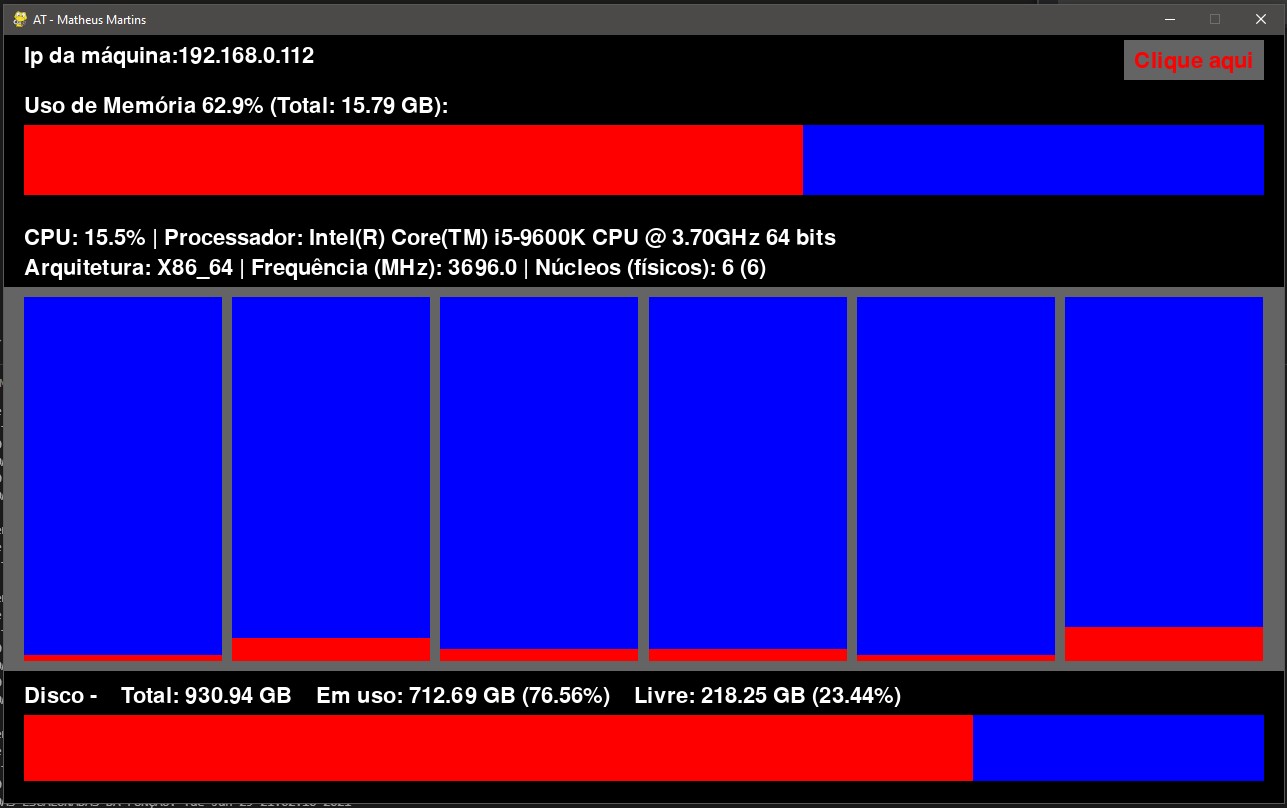 AT - Matheus Martins
Ip da máquina:192.168.0.112
Clique aqui
Uso de Memória 62.9% (Total: 15.79 GB):
CPU: 15.5% | Processador: Intel(R) Core(TM) i5-9600K CPU @ 3.70GHz 64 bits
Arquitetura: X86_64 | Frequência (MHz): 3696.0 | Núcleos (físicos): 6 (6)
Disco - Total: 930.94 GB Em uso: 712.69 GB (76.56%) Livre: 218.25 GB (23.44%)